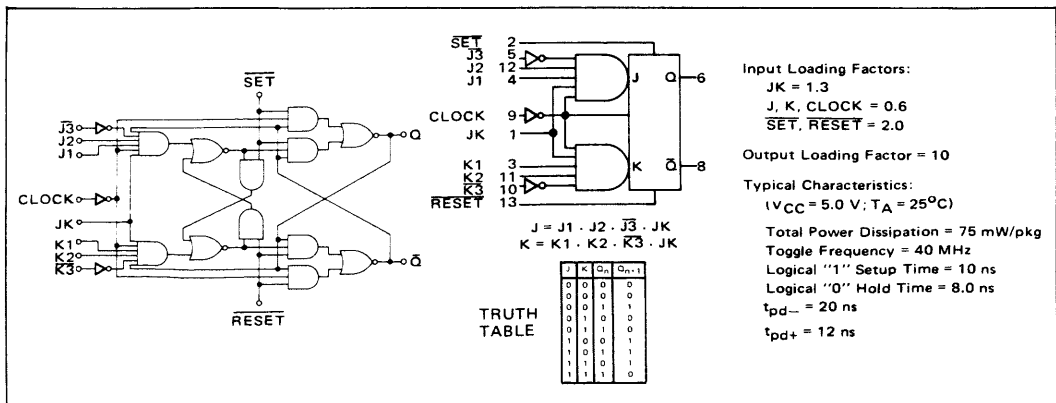 SET
J3
J2
J1
CLOCK
JK
K1
K2
K3
RESET
Q
Q̅
S̅E̅T̅ 2
J̅3̅ 5
J2 12
J1 4
CLOCK 9
JK 1
K1 3
K2 11
K̅3̅ 10
R̅E̅S̅E̅T̅ 13
J Q 6
K Q̅ 8
J = J1 · J2 · J̅3̅ · JK
K = K1 · K2 · K̅3̅ · JK
TRUTH
TABLE
J K Qn Qn+1
0 0 0 0
0 0 1 1
0 1 0 0
0 1 1 0
1 0 0 1
1 0 1 1
1 1 0 1
1 1 1 0
Input Loading Factors:
JK = 1.3
J, K, CLOCK = 0.6
S̅E̅T̅, R̅E̅S̅E̅T̅ = 2.0
Output Loading Factor = 10
Typical Characteristics:
(VCC = 5.0 V; TA = 25°C)
Total Power Dissipation = 75 mW/pkg
Toggle Frequency = 40 MHz
Logical "1" Setup Time = 10 ns
Logical "0" Hold Time = 8.0 ns
tpd− = 20 ns
tpd+ = 12 ns